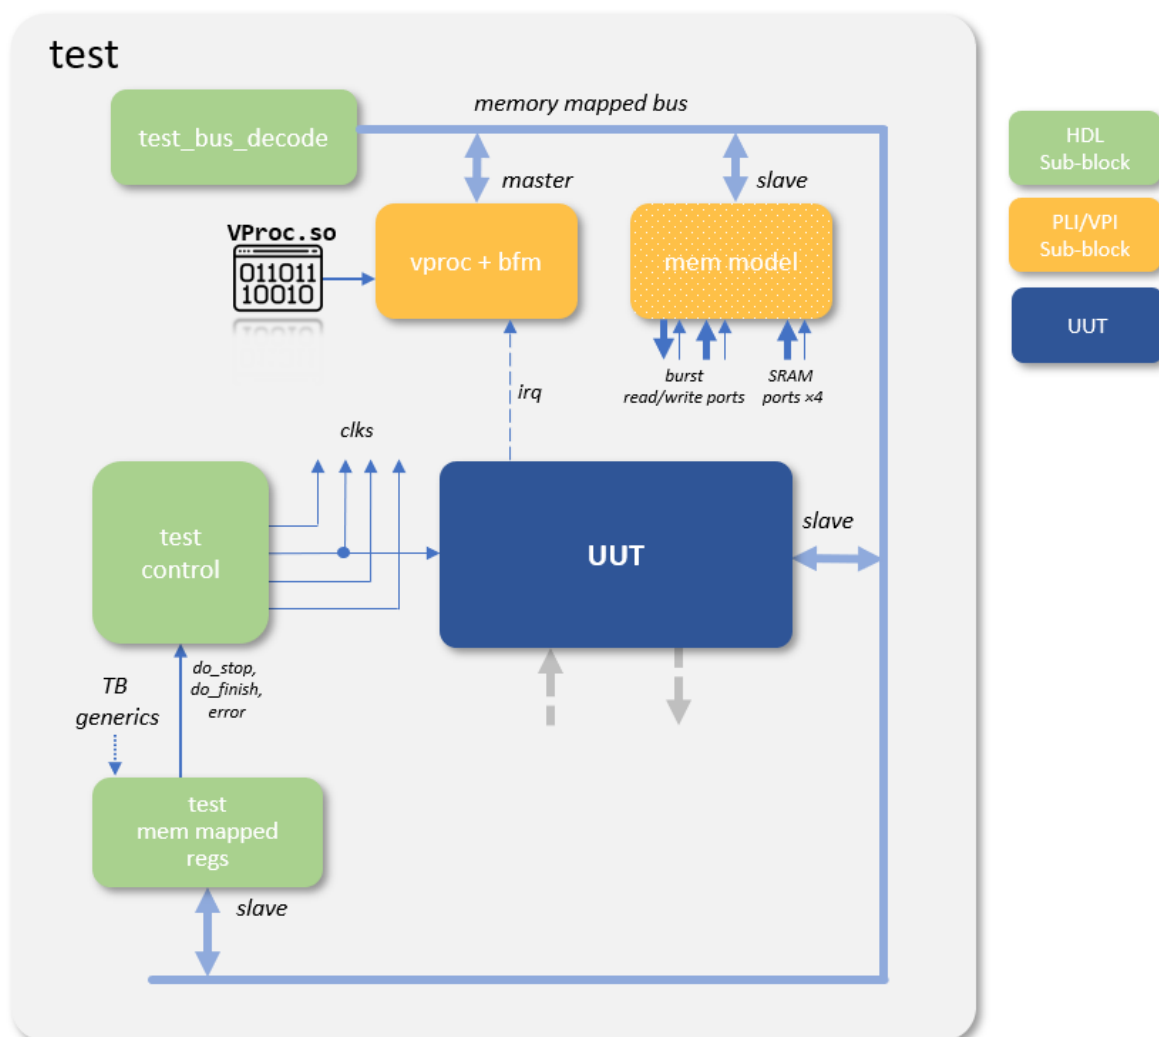 test
test_bus_decode
memory mapped bus
master
slave
VProc.so
011011
10010
vproc + bfm
mem model
burst
read/write ports
SRAM
ports ×4
irq
clks
test
control
UUT
slave
do_stop,
do_finish,
error
TB
generics
test
mem mapped
regs
slave
HDL
Sub-block
PLI/VPI
Sub-block
UUT